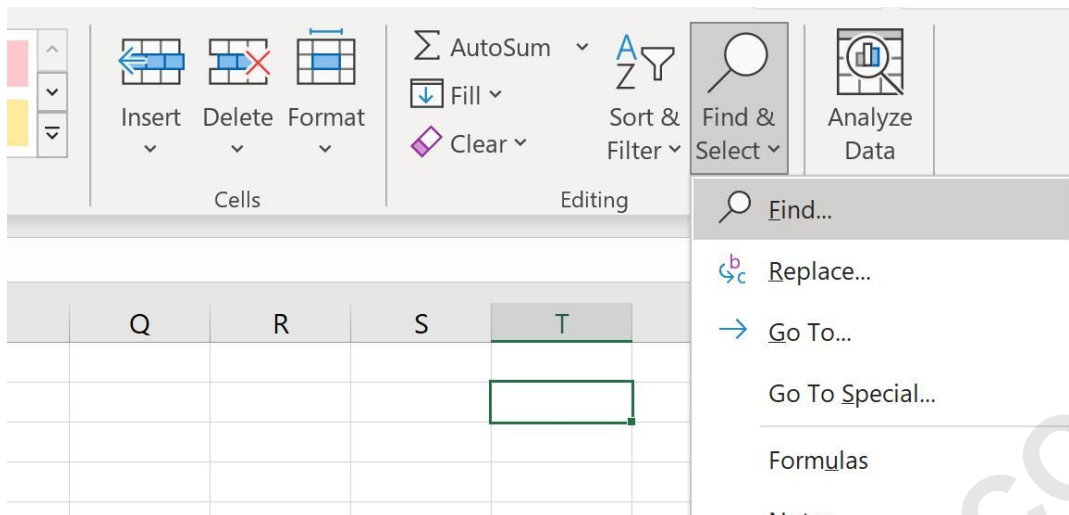 AutoSum
Fill
Clear
Insert Delete Format
Sort &
Filter
Find &
Select
Analyze
Data
Cells
Editing
Find...
Replace...
Go To...
Go To Special...
Formulas
Q R S T